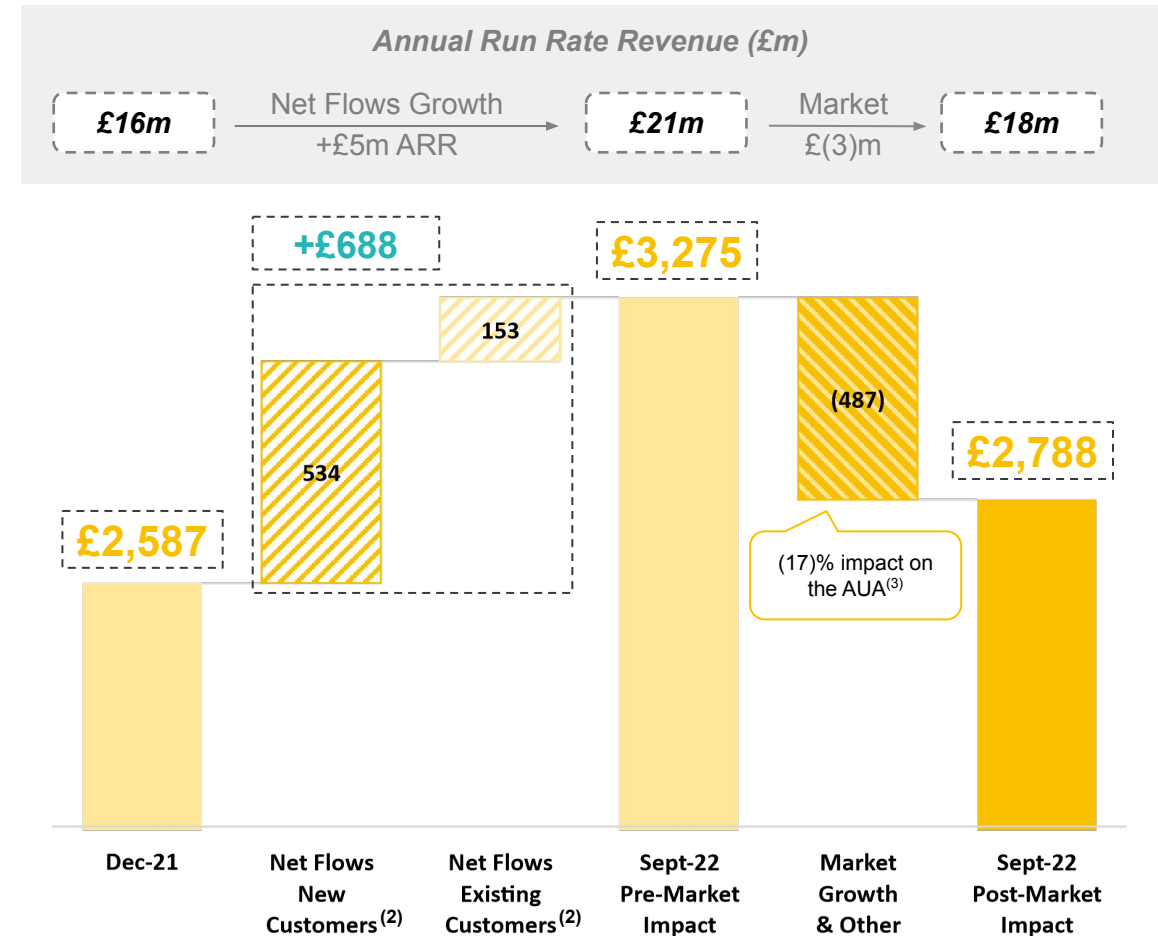 Annual Run Rate Revenue (£m)
£16m
Net Flows Growth
+£5m ARR
£21m
Market
£(3)m
£18m
+£688
£3,275
153
(487)
534
£2,788
£2,587
(17)% impact on
the AUA(3)
Dec-21
Net Flows
New
Customers(2)
Net Flows
Existing
Customers(2)
Sept-22
Pre-Market
Impact
Market
Growth
& Other
Sept-22
Post-Market
Impact